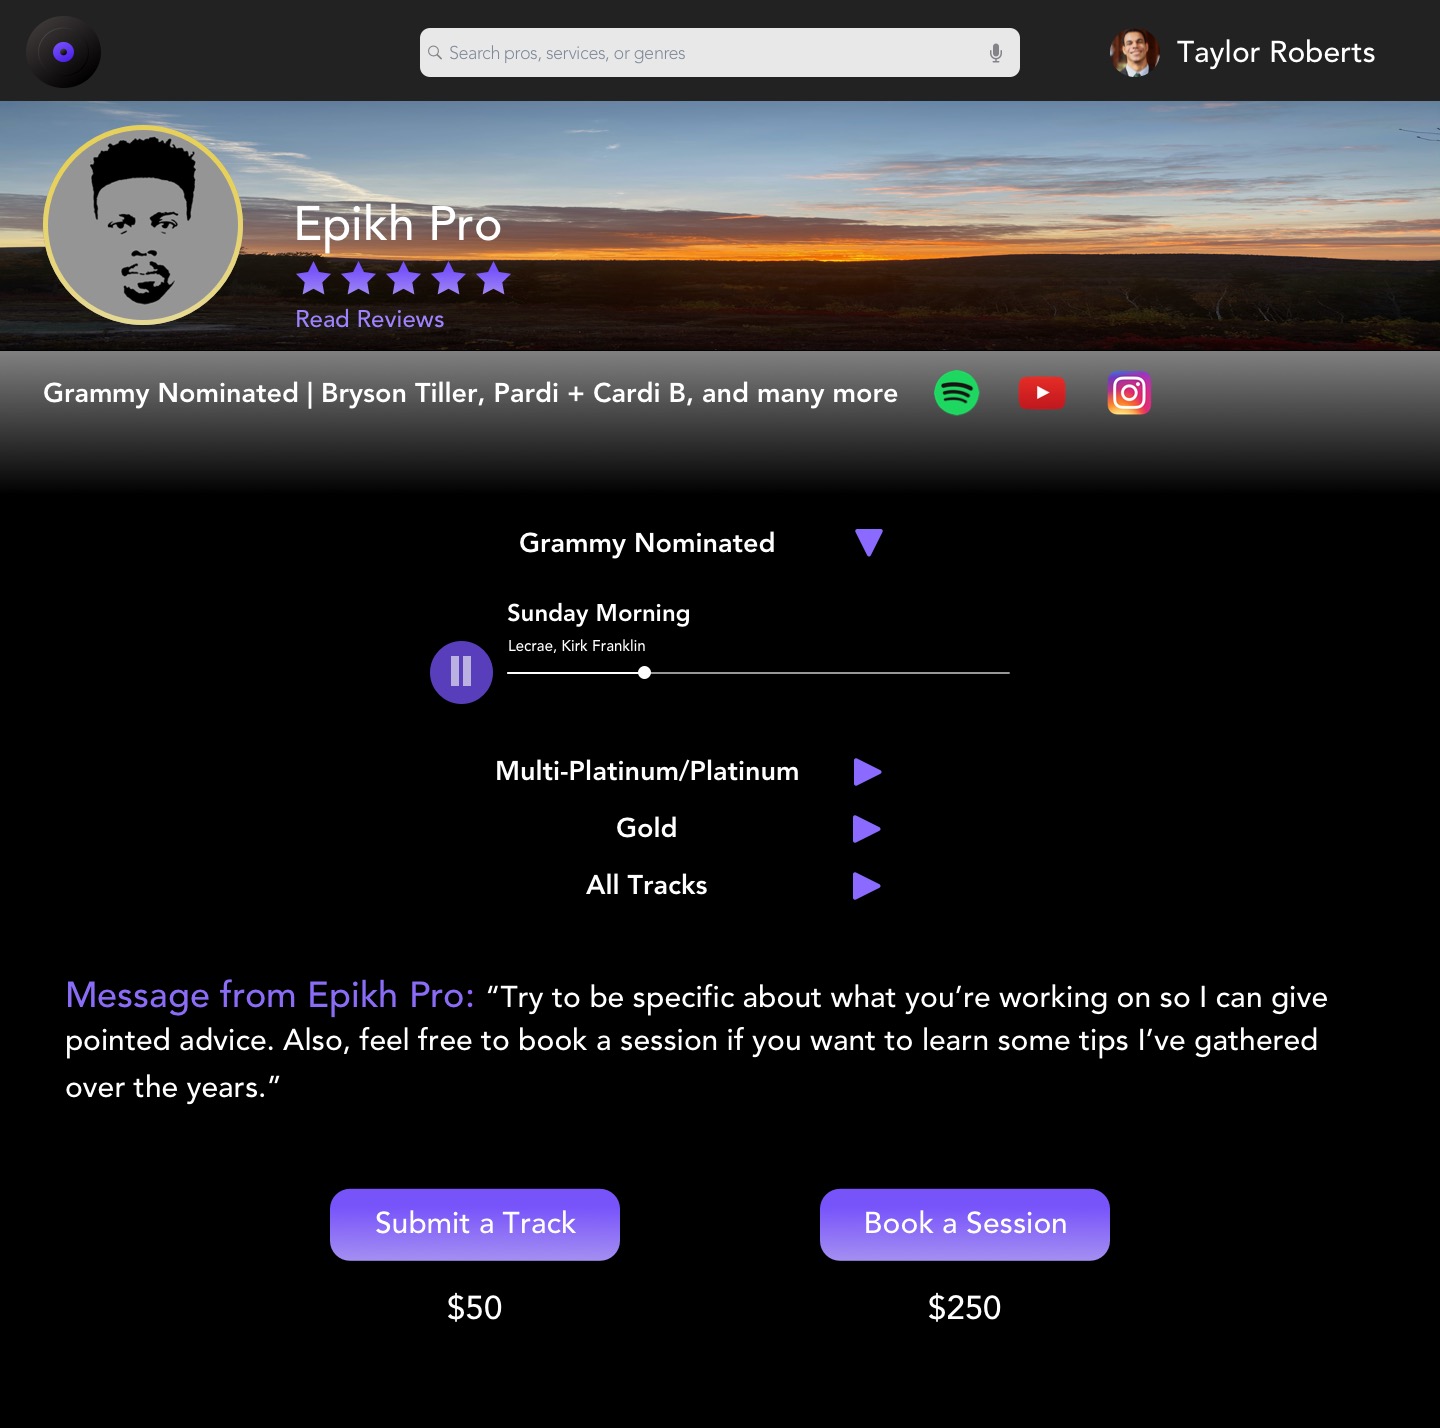 Search pros, services, or genres
Taylor Roberts
Epikh Pro
Read Reviews
Grammy Nominated | Bryson Tiller, Pardi + Cardi B, and many more
Grammy Nominated
Sunday Morning
Lecrae, Kirk Franklin
Multi-Platinum/Platinum
Gold
All Tracks
Message from Epikh Pro: “Try to be specific about what you’re working on so I can give
pointed advice. Also, feel free to book a session if you want to learn some tips I’ve gathered
over the years.”
Submit a Track
Book a Session
$50
$250